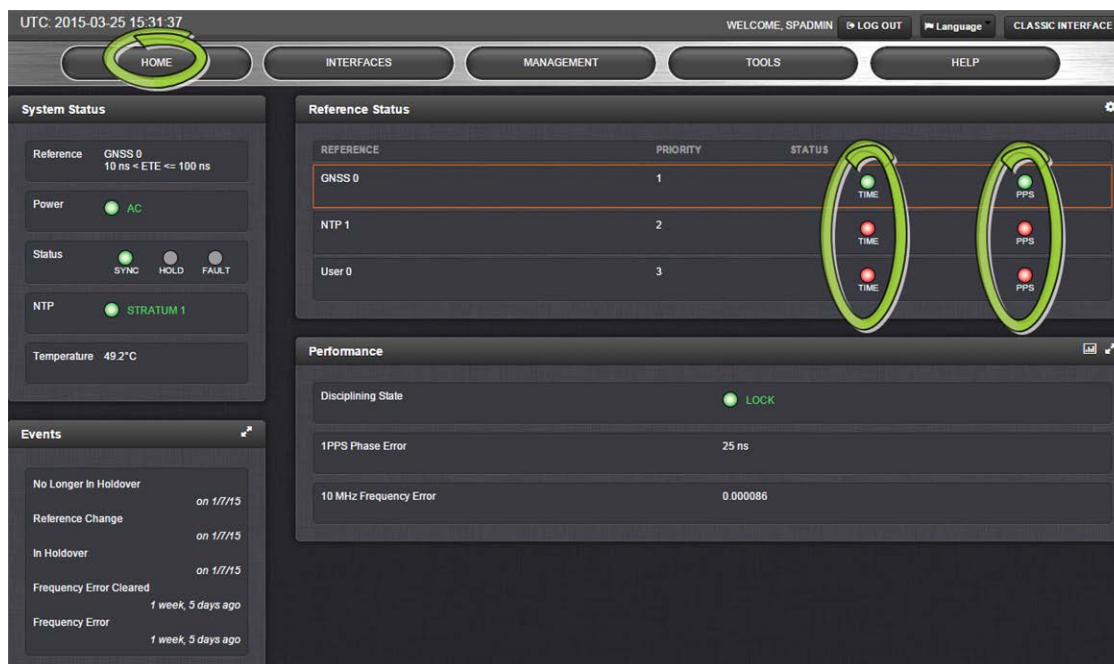 UTC: 2015-03-25 15:31:37
WELCOME, SPADMIN LOG OUT Language CLASSIC INTERFACE
HOME INTERFACES MANAGEMENT TOOLS HELP
System Status
Reference GNSS 0
10 ns < ETE <= 100 ns
Power AC
Status SYNC HOLD FAULT
NTP STRATUM 1
Temperature 49.2°C
Events
No Longer In Holdover
on 1/7/15
Reference Change
on 1/7/15
In Holdover
on 1/7/15
Frequency Error Cleared
1 week, 5 days ago
Frequency Error
1 week, 5 days ago
Reference Status
REFERENCE PRIORITY STATUS
GNSS 0 1 TIME PPS
NTP 1 2 TIME PPS
User 0 3 TIME PPS
Performance
Disciplining State LOCK
1PPS Phase Error 25 ns
10 MHz Frequency Error 0.000086